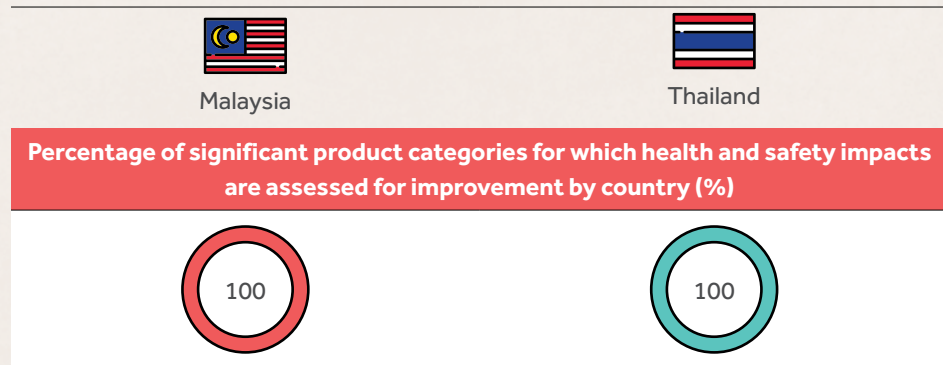 Malaysia
Thailand
Percentage of significant product categories for which health and safety impacts
are assessed for improvement by country (%)
100
100